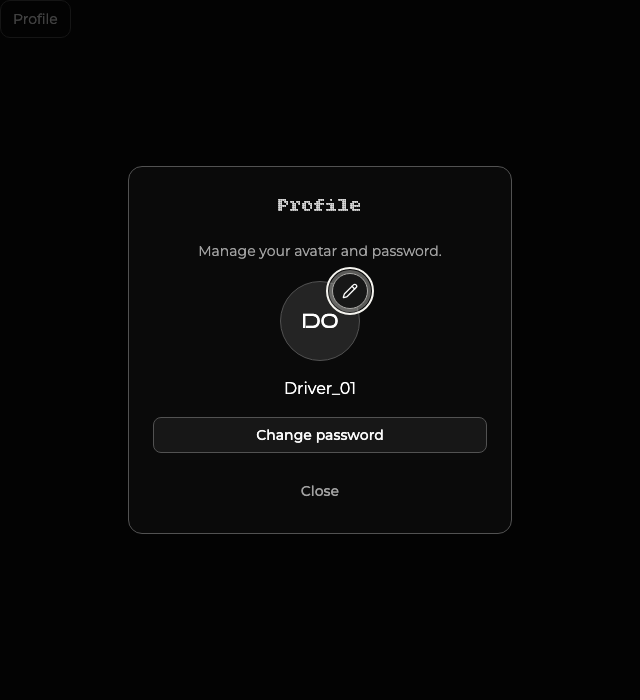 Profile
Profile
Manage your avatar and password.
DO
Driver_01
Change password
Close